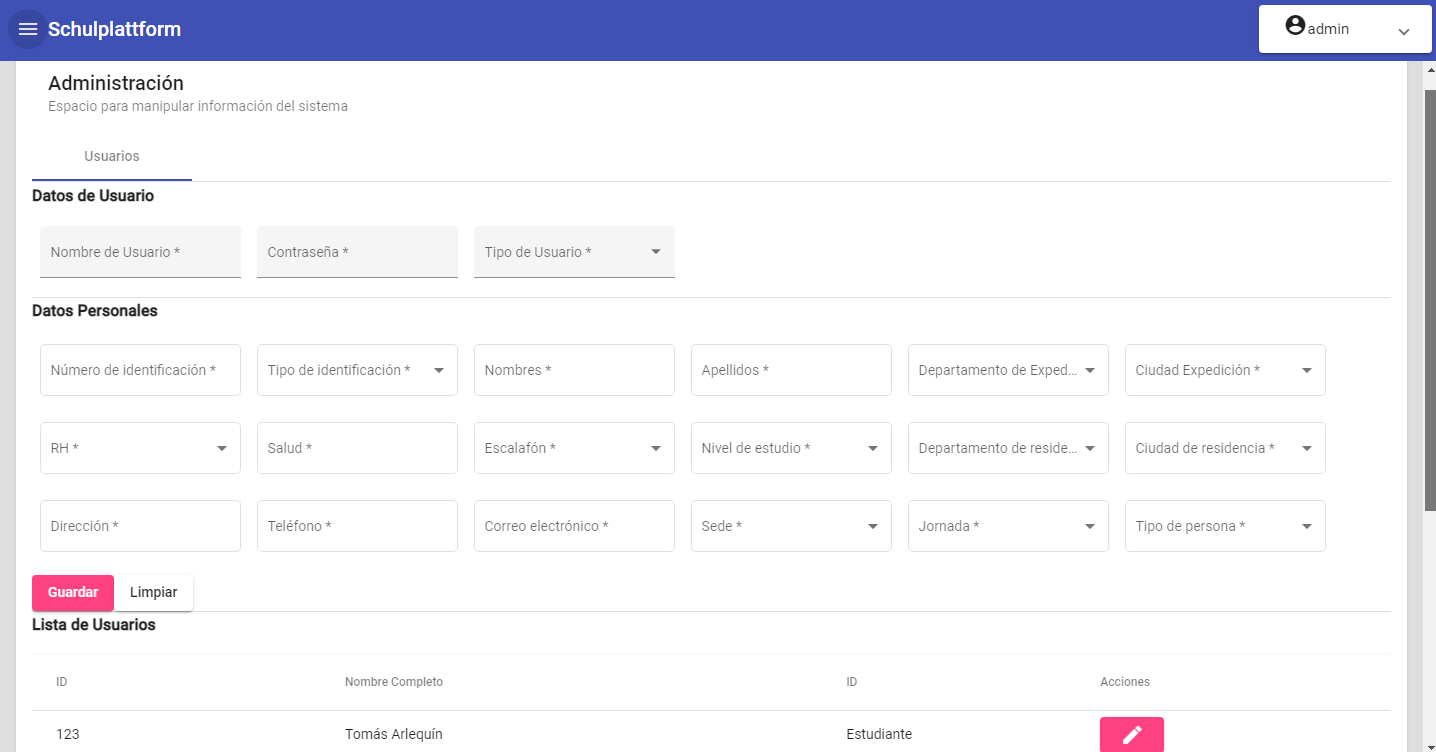 Schulplattform
admin
Administración
Espacio para manipular información del sistema
Usuarios
Datos de Usuario
Nombre de Usuario * Contraseña * Tipo de Usuario *
Datos Personales
Número de identificación * Tipo de identificación * Nombres * Apellidos * Departamento de Exped... Ciudad Expedición *
RH * Salud * Escalafón * Nivel de estudio * Departamento de reside... Ciudad de residencia *
Dirección * Teléfono * Correo electrónico * Sede * Jornada * Tipo de persona *
Guardar Limpiar
Lista de Usuarios
ID Nombre Completo ID Acciones
123 Tomás Arlequín Estudiante